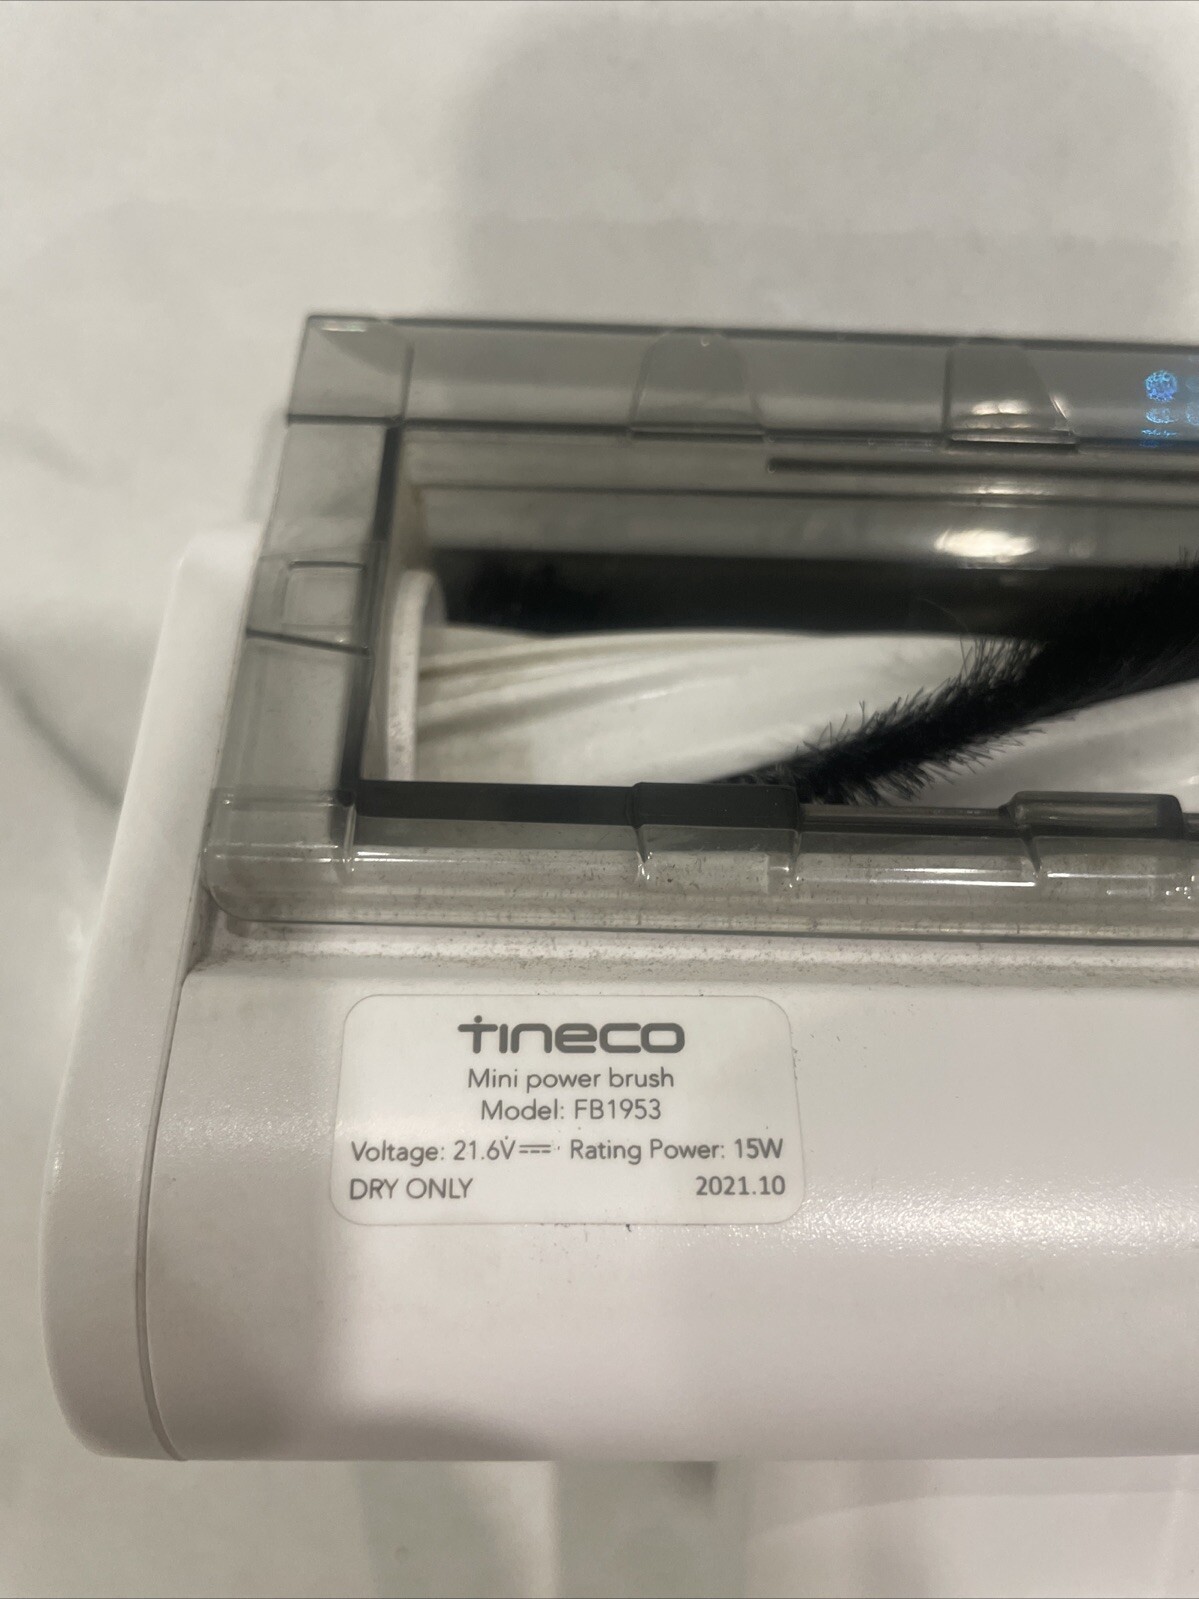 tineco
Mini power brush
Model: FB1953
Voltage: 21.6V⎓ Rating Power: 15W
DRY ONLY 2021.10